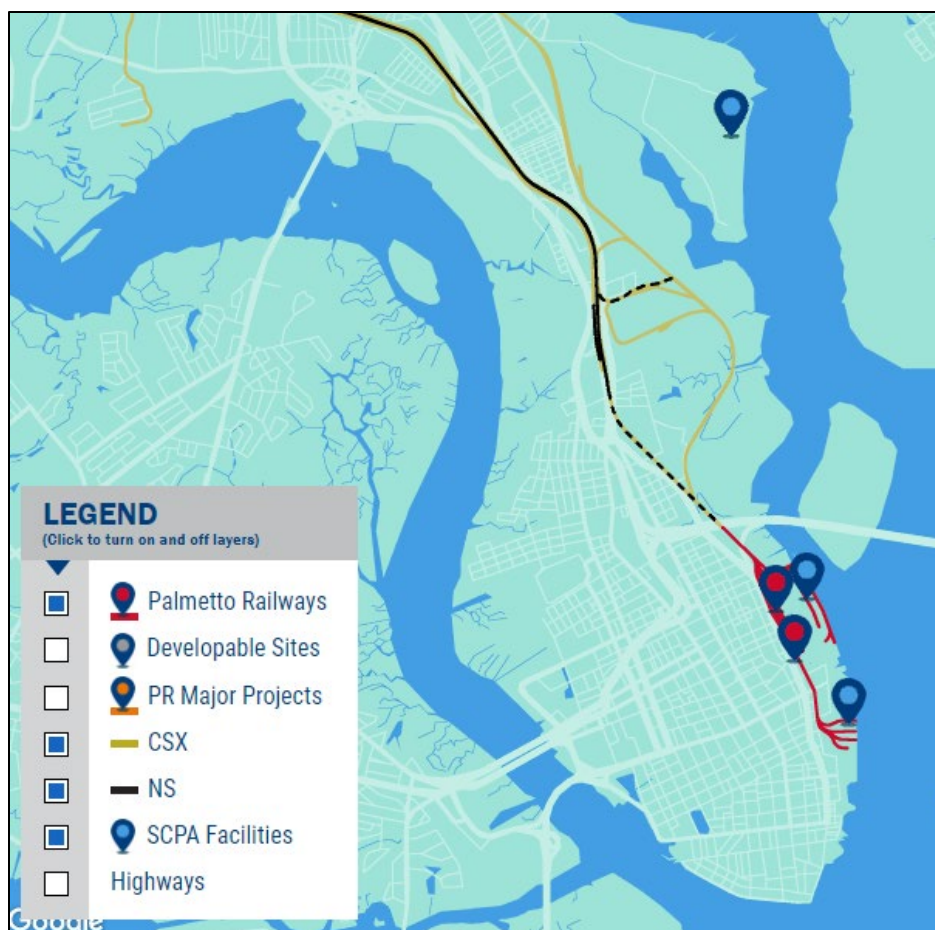 LEGEND
(Click to turn on and off layers)
Palmetto Railways
Developable Sites
PR Major Projects
CSX
NS
SCPA Facilities
Highways
Google